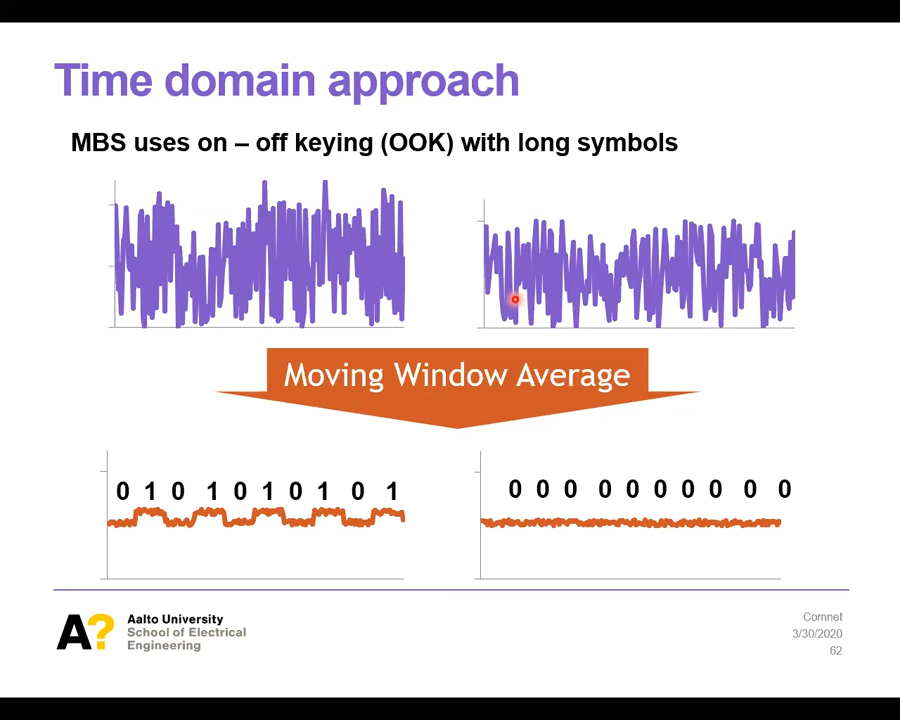 Time domain approach
MBS uses on – off keying (OOK) with long symbols
Moving Window Average
0 1 0 1 0 1 0 1 0 1
0 0 0 0 0 0 0 0 0 0
A?
Aalto University
School of Electrical
Engineering
Comnet
3/30/2020
62